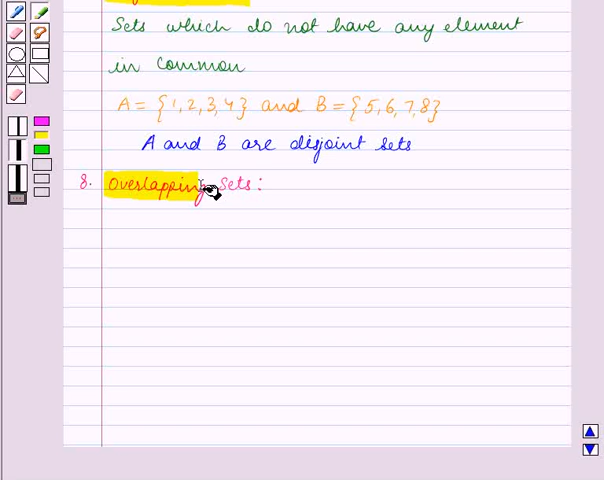 Sets which do not have any element
in common
A = {1,2,3,4} and B = {5,6,7,8}
A and B are disjoint sets
8. Overlapping Sets: